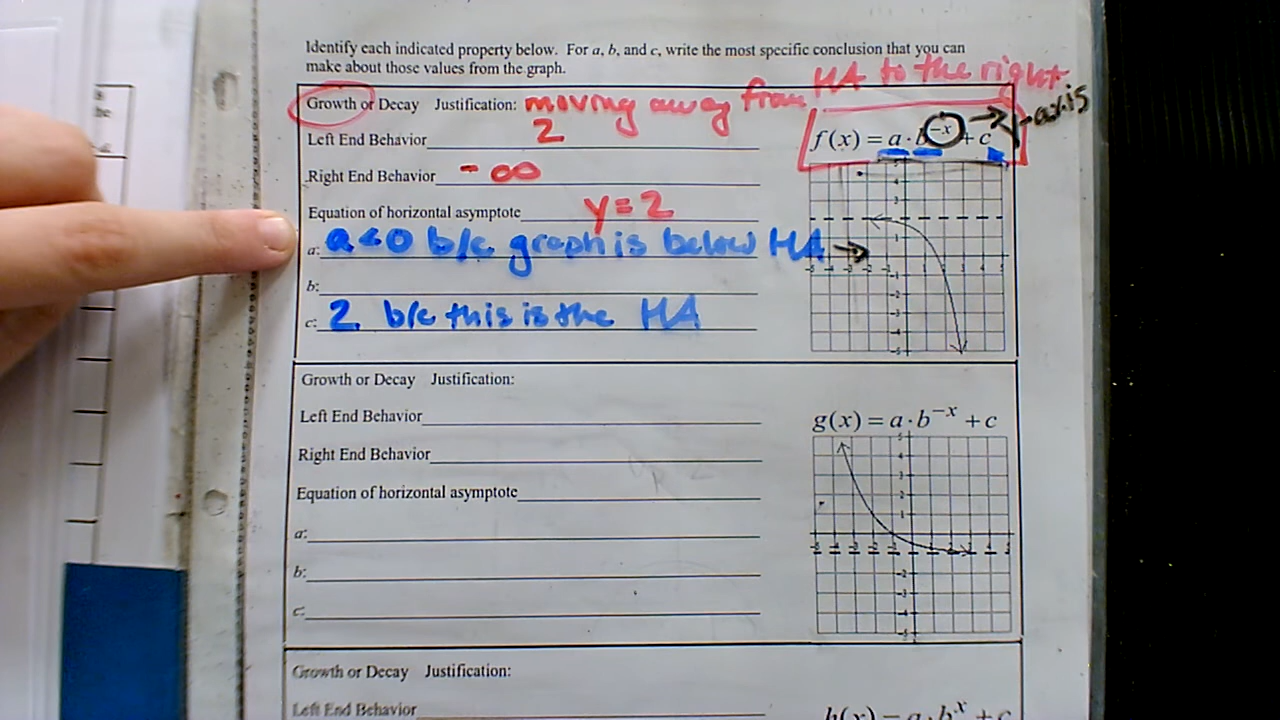 Identify each indicated property below. For a, b, and c, write the most specific conclusion that you can
make about those values from the graph.
HA to the right
Growth or Decay Justification: moving away from
y-axis
Left End Behavior 2
f(x) = a · b^-x + c
Right End Behavior -∞
Equation of horizontal asymptote y = 2
a: a<0 b/c graph is below HA →
b:
c: 2 b/c this is the HA
Growth or Decay Justification:
Left End Behavior
g(x) = a · b^-x + c
Right End Behavior
Equation of horizontal asymptote
a:
b:
c:
Growth or Decay Justification:
Left End Behavior
h(x) = a · b^x + c